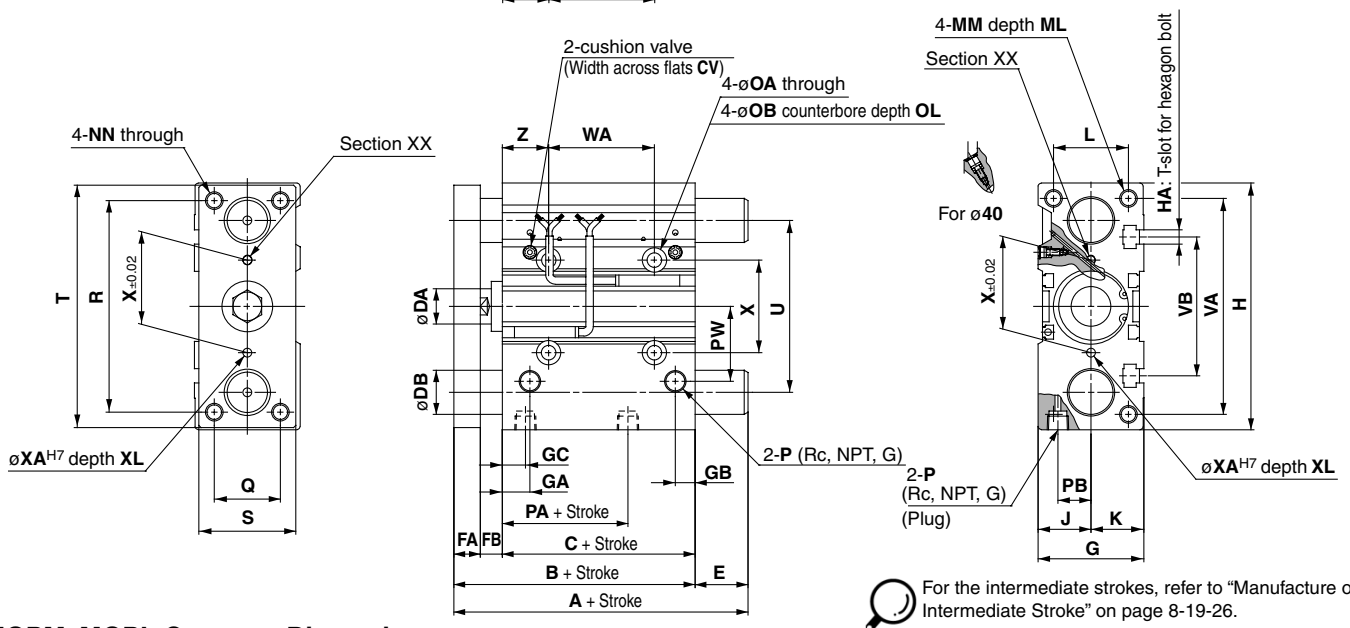 2-cushion valve
(Width across flats CV)
4-øOA through
4-øOB counterbore depth OL
4-MM depth ML
Section XX
HA: T-slot for hexagon bolt
4-NN through
Section XX
Z
WA
L
For ø40
T
R
X±0.02
øDA
øDB
PW
X
U
X±0.02
VB
VA
H
øXAH7 depth XL
Q
S
GC
GA
GB
PA + Stroke
FA
FB
C + Stroke
B + Stroke
E
A + Stroke
2-P (Rc, NPT, G)
2-P
(Rc, NPT, G)
(Plug)
PB
J
K
G
øXAH7 depth XL
For the intermediate strokes, refer to “Manufacture o
Intermediate Stroke” on page 8-19-26.